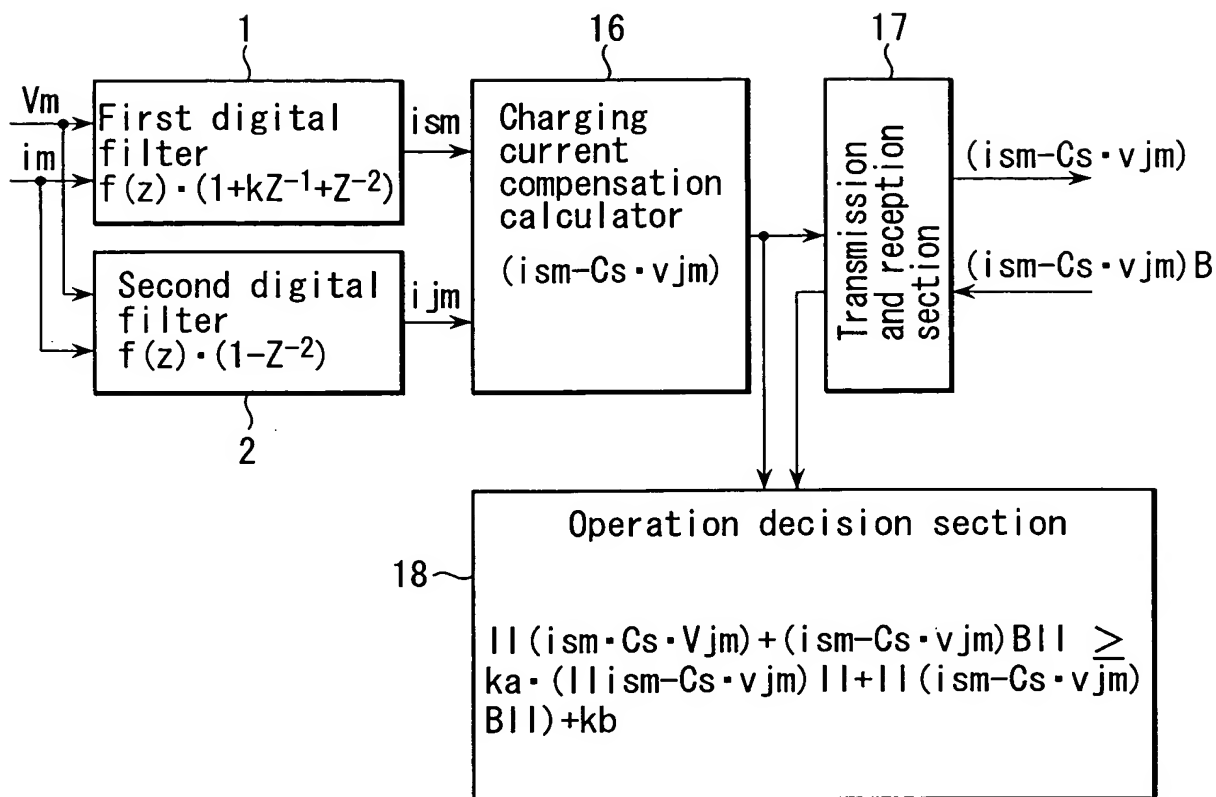 1
16
17
Vm
im
First digital
filter
f(z)·(1+kZ⁻¹+Z⁻²)
ism
Charging
current
compensation
calculator
(ism-Cs·vjm)
Transmission
and reception
section
(ism-Cs·vjm)
(ism-Cs·vjm)B
Second digital
filter
f(z)·(1-Z⁻²)
ijm
2
Operation decision section
18
||(ism·Cs·Vjm)+(ism-Cs·vjm)B|| ≥
ka·(||ism-Cs·vjm)||+||(ism-Cs·vjm)
B||)+kb